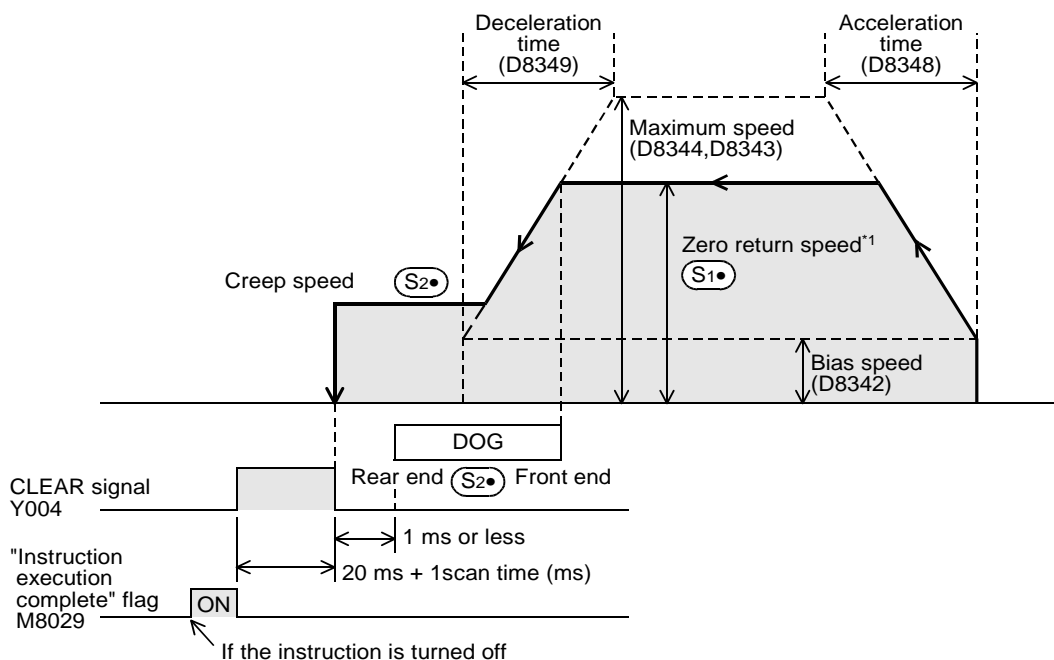 Deceleration
time
(D8349)
Acceleration
time
(D8348)
Maximum speed
(D8344,D8343)
Zero return speed*1
S1•
Creep speed S2•
Bias speed
(D8342)
DOG
Rear end S2• Front end
CLEAR signal
Y004
1 ms or less
20 ms + 1scan time (ms)
"Instruction
execution
complete" flag
M8029
ON
If the instruction is turned off